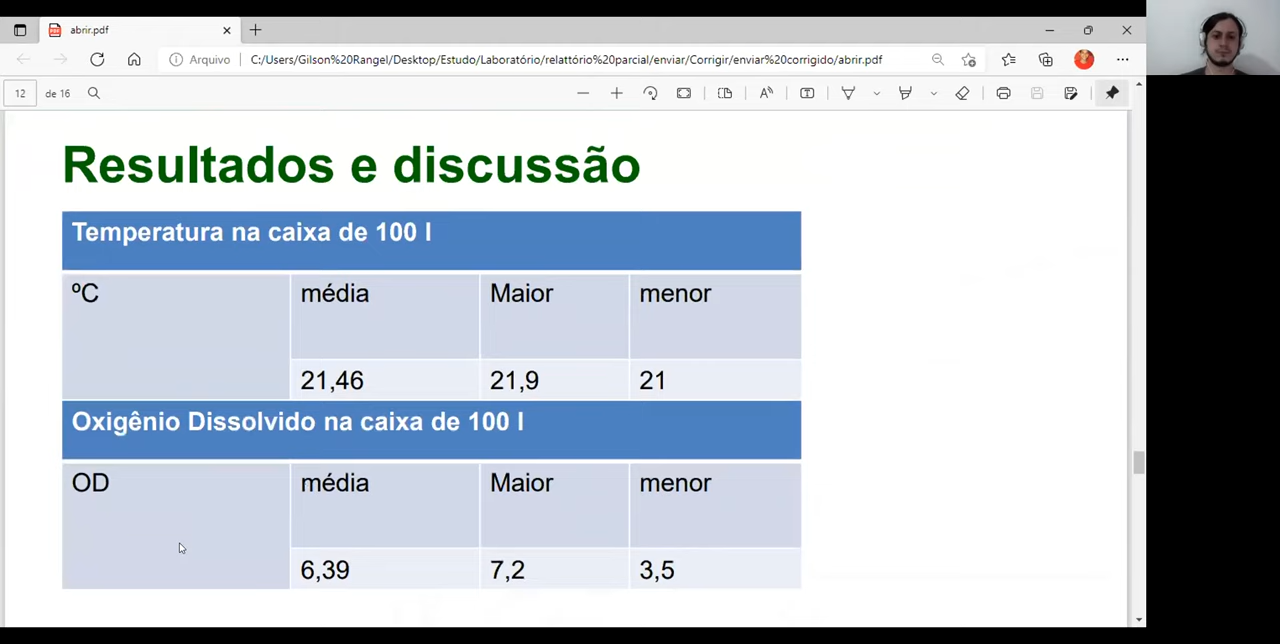 abrir.pdf
Arquivo
C:/Users/Gilson%20Rangel/Desktop/Estudo/Laboratório/relattório%20parcial/enviar/Corrigir/enviar%20corrigido/abrir.pdf
12 de 16
Resultados e discussão
Temperatura na caixa de 100 l
ºC média Maior menor
21,46 21,9 21
Oxigênio Dissolvido na caixa de 100 l
OD média Maior menor
6,39 7,2 3,5